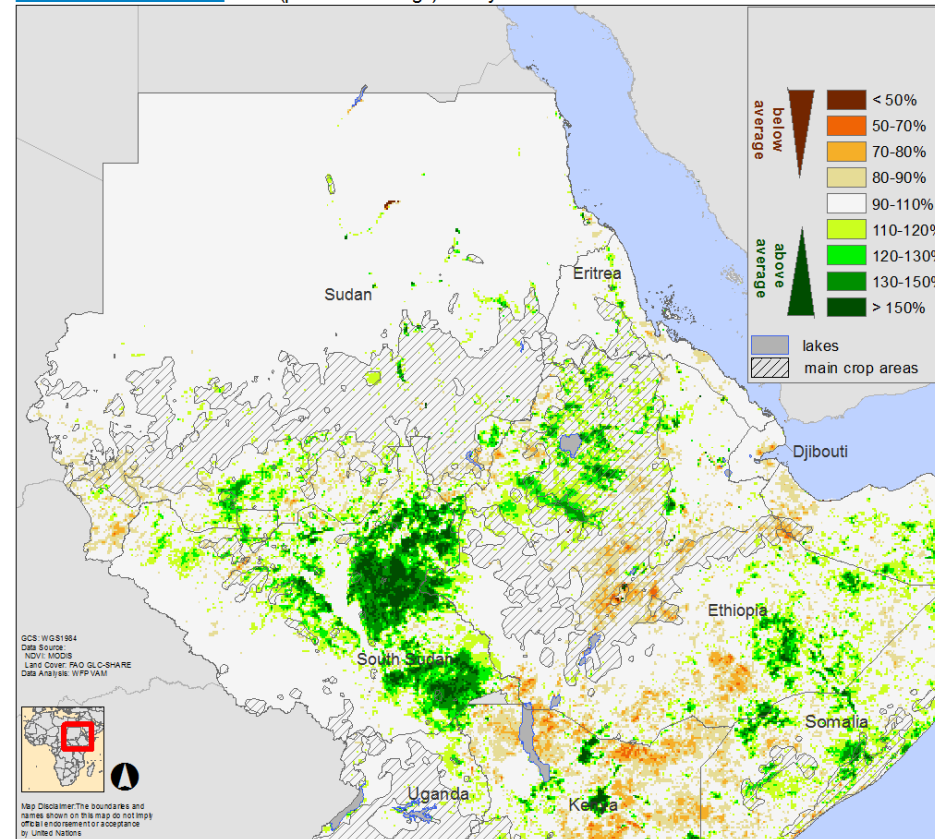 < 50%
50-70%
70-80%
80-90%
90-110%
110-120%
120-130%
130-150%
> 150%
below
average
above
average
lakes
main crop areas
Sudan
Eritrea
Djibouti
Ethiopia
South Sudan
Somalia
Uganda
Kenya
GCS: WGS1984
Data Source:
NDVI: MODIS
Land Cover: FAO GLC-SHARE
Data Analysis: WFP VAM
Map Disclaimer:The boundaries and
names shown on this map do not imply
official endorsement or acceptance
by United Nations